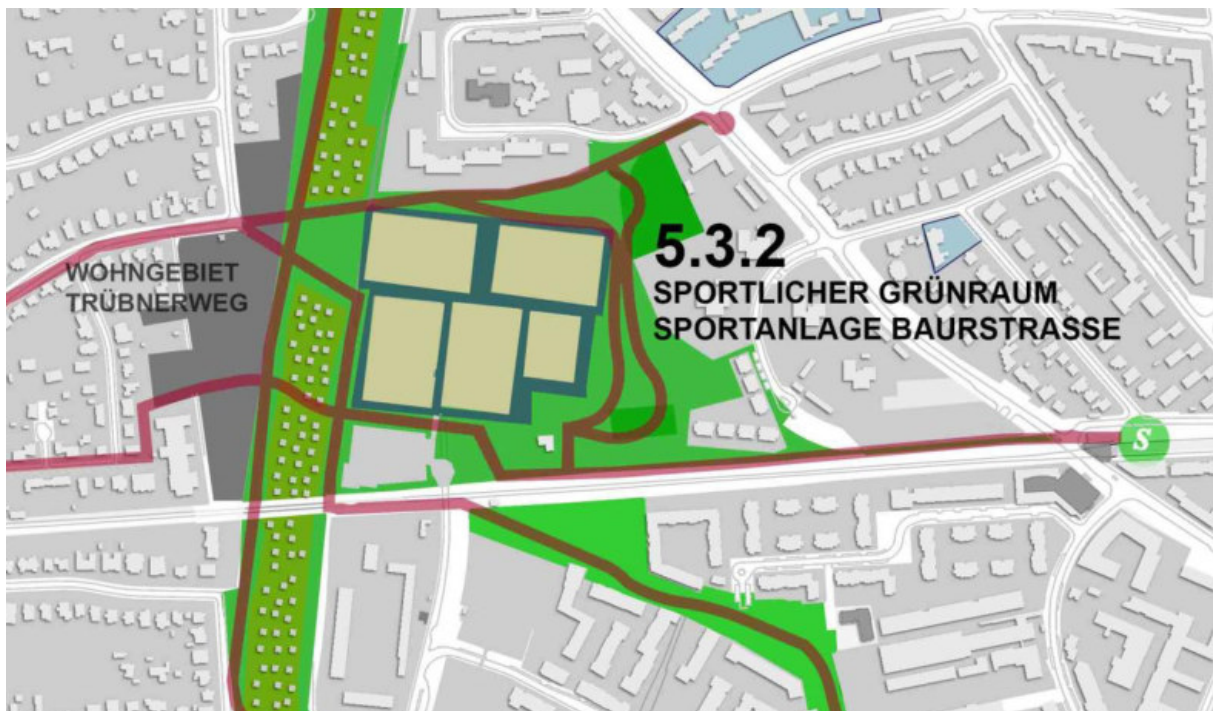 5.3.2
SPORTLICHER GRÜNRAUM
SPORTANLAGE BAURSTRASSE
WOHNGEBIET
TRÜBNERWEG
S